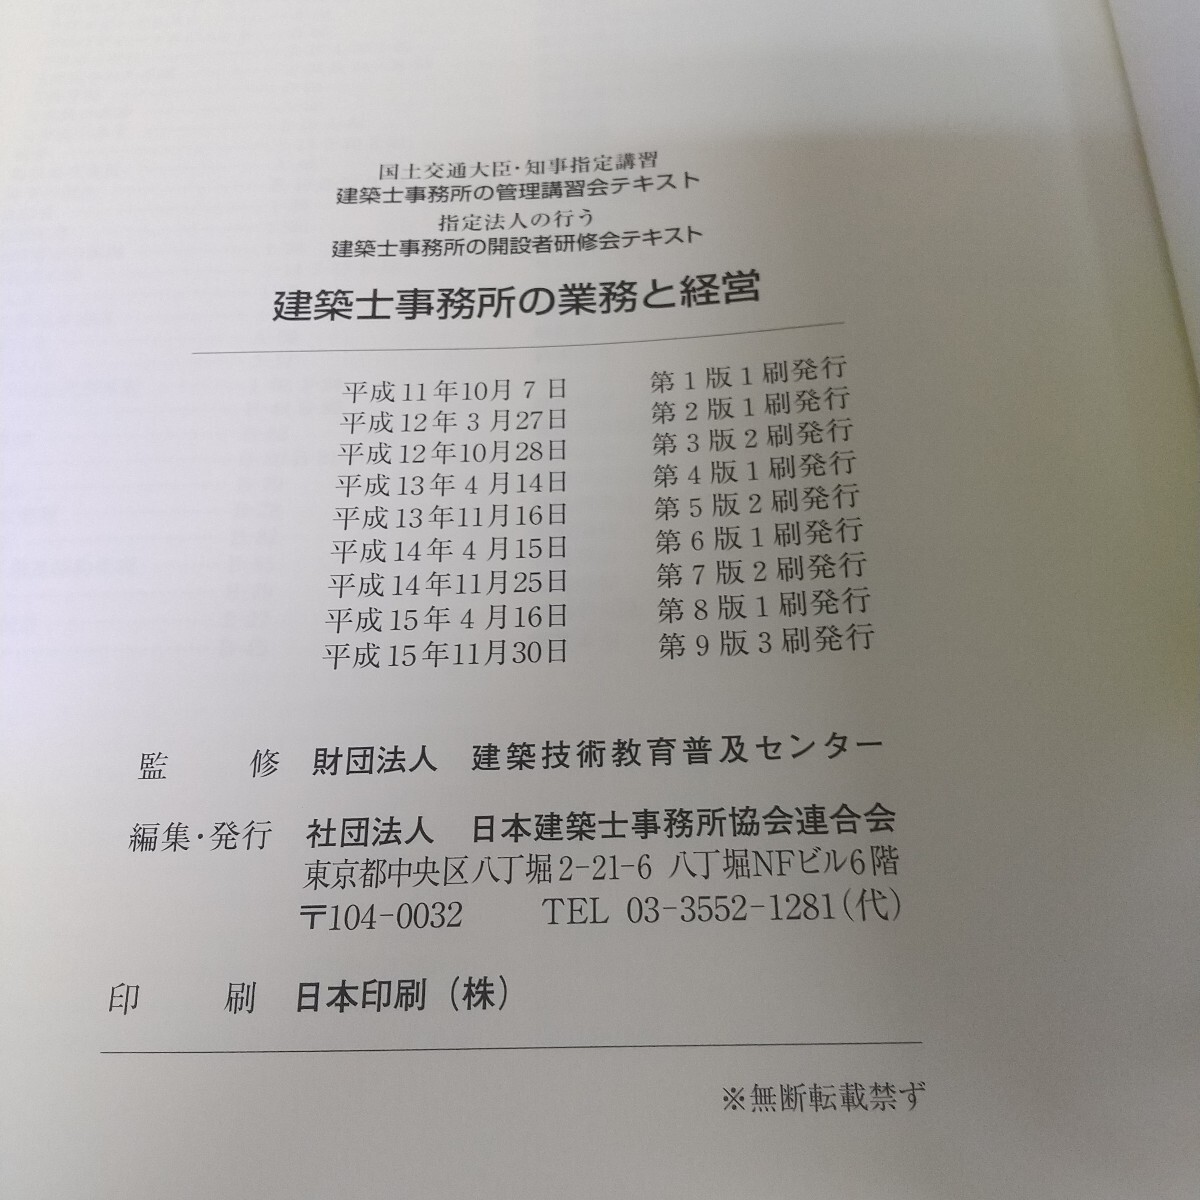 国土交通大臣・知事指定講習
建築士事務所の管理講習会テキスト
指定法人の行う
建築士事務所の開設者研修会テキスト
建築士事務所の業務と経営
平成11年10月7日 第1版1刷発行
平成12年3月27日 第2版1刷発行
平成12年10月28日 第3版2刷発行
平成13年4月14日 第4版1刷発行
平成13年11月16日 第5版2刷発行
平成14年4月15日 第6版1刷発行
平成14年11月25日 第7版2刷発行
平成15年4月16日 第8版1刷発行
平成15年11月30日 第9版3刷発行
監修 財団法人 建築技術教育普及センター
編集・発行 社団法人 日本建築士事務所協会連合会
東京都中央区八丁堀2-21-6 八丁堀NFビル6階
〒104-0032 TEL 03-3552-1281(代)
印刷 日本印刷（株）
※無断転載禁ず